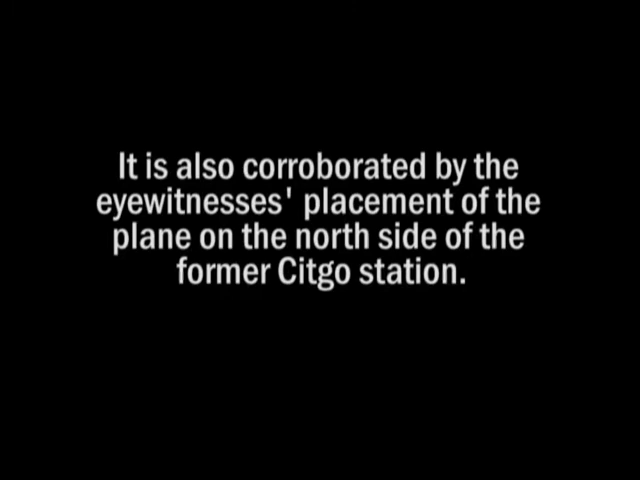 It is also corroborated by the
eyewitnesses' placement of the
plane on the north side of the
former Citgo station.